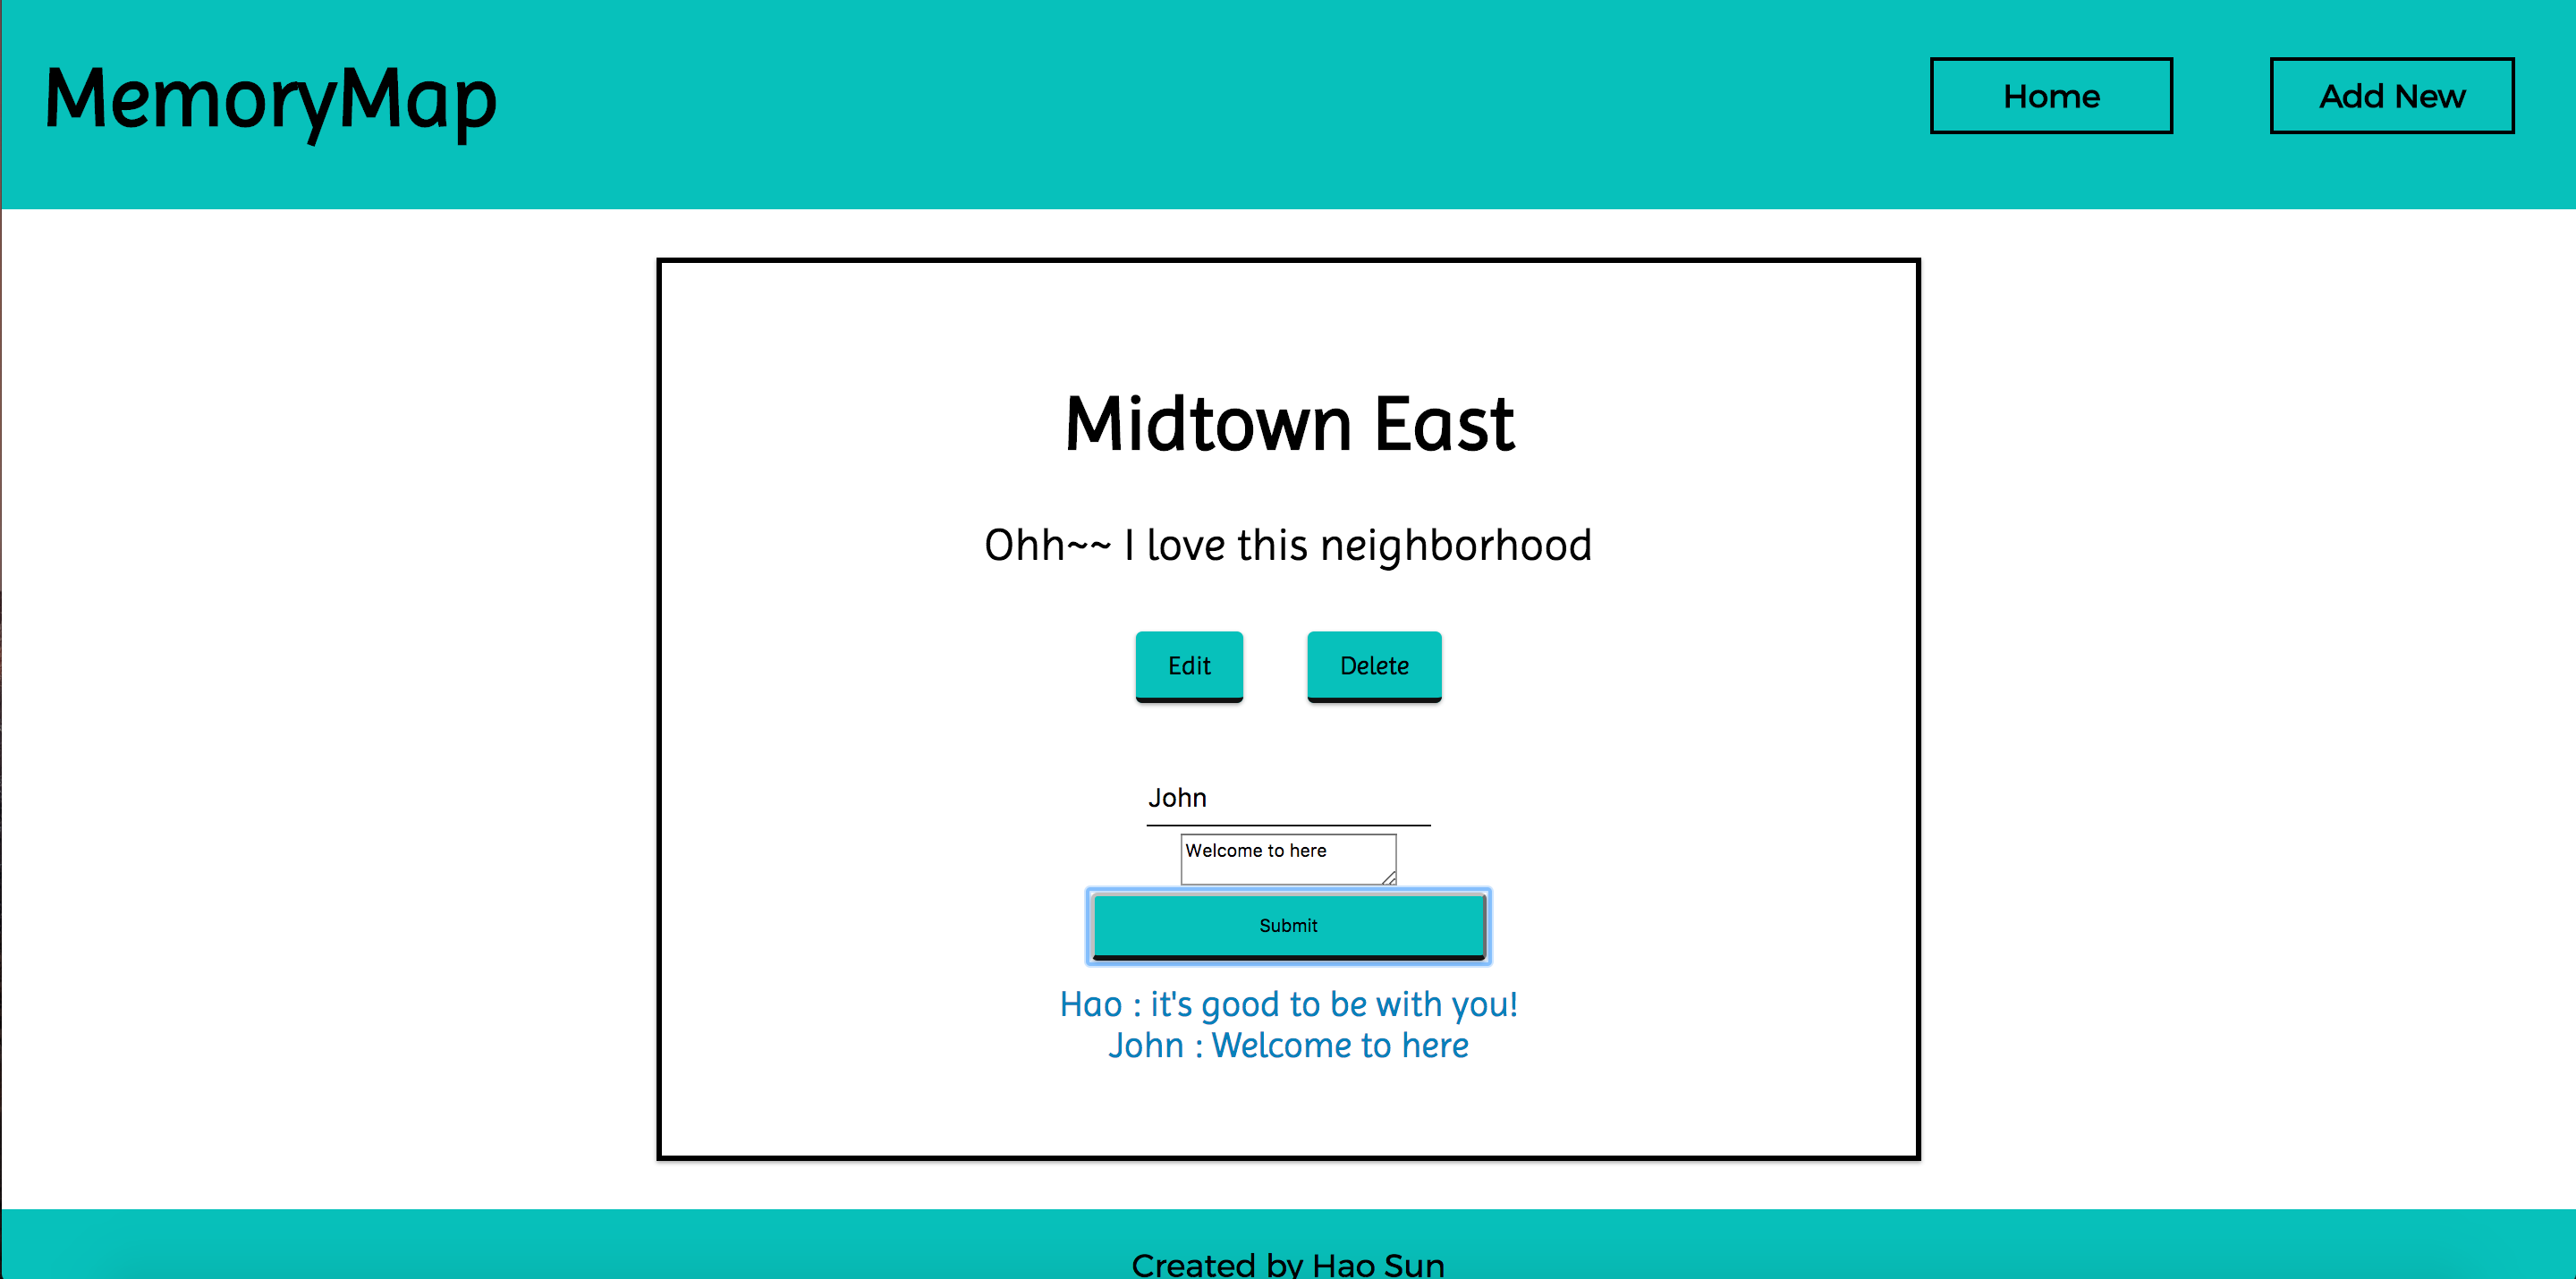 MemoryMap
Home
Add New
Midtown East
Ohh~~ I love this neighborhood
Edit
Delete
John
Welcome to here
Submit
Hao : it's good to be with you!
John : Welcome to here
Created by Hao Sun